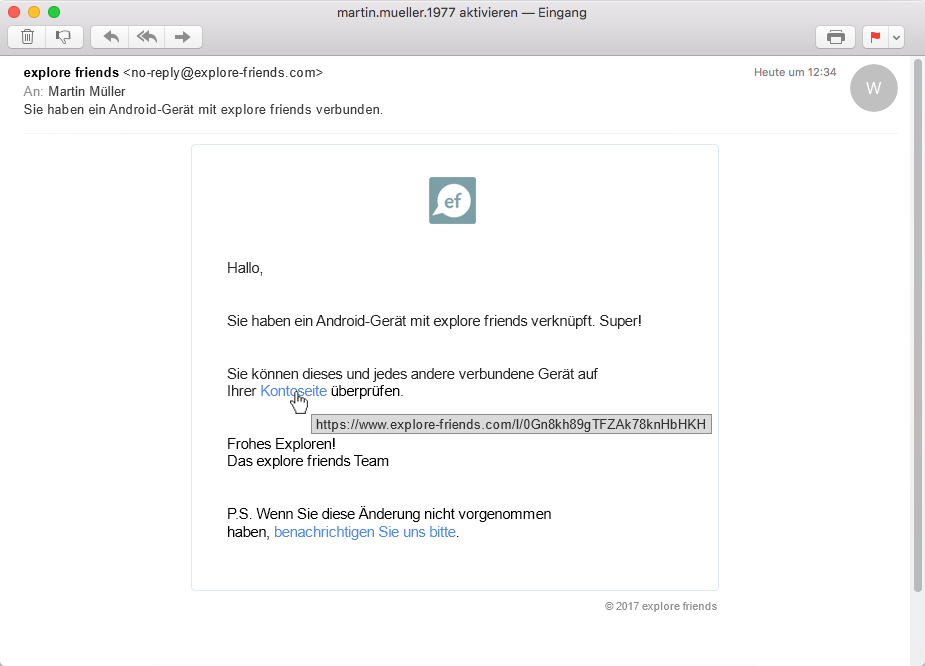 martin.mueller.1977 aktivieren — Eingang
explore friends <no-reply@explore-friends.com>
Heute um 12:34
W
An: Martin Müller
Sie haben ein Android-Gerät mit explore friends verbunden.
ef
Hallo,
Sie haben ein Android-Gerät mit explore friends verknüpft. Super!
Sie können dieses und jedes andere verbundene Gerät auf
Ihrer Kontoseite überprüfen.
https://www.explore-friends.com/l/0Gn8kh89gTFZAk78knHbHKH
Frohes Exploren!
Das explore friends Team
P.S. Wenn Sie diese Änderung nicht vorgenommen
haben, benachrichtigen Sie uns bitte.
© 2017 explore friends